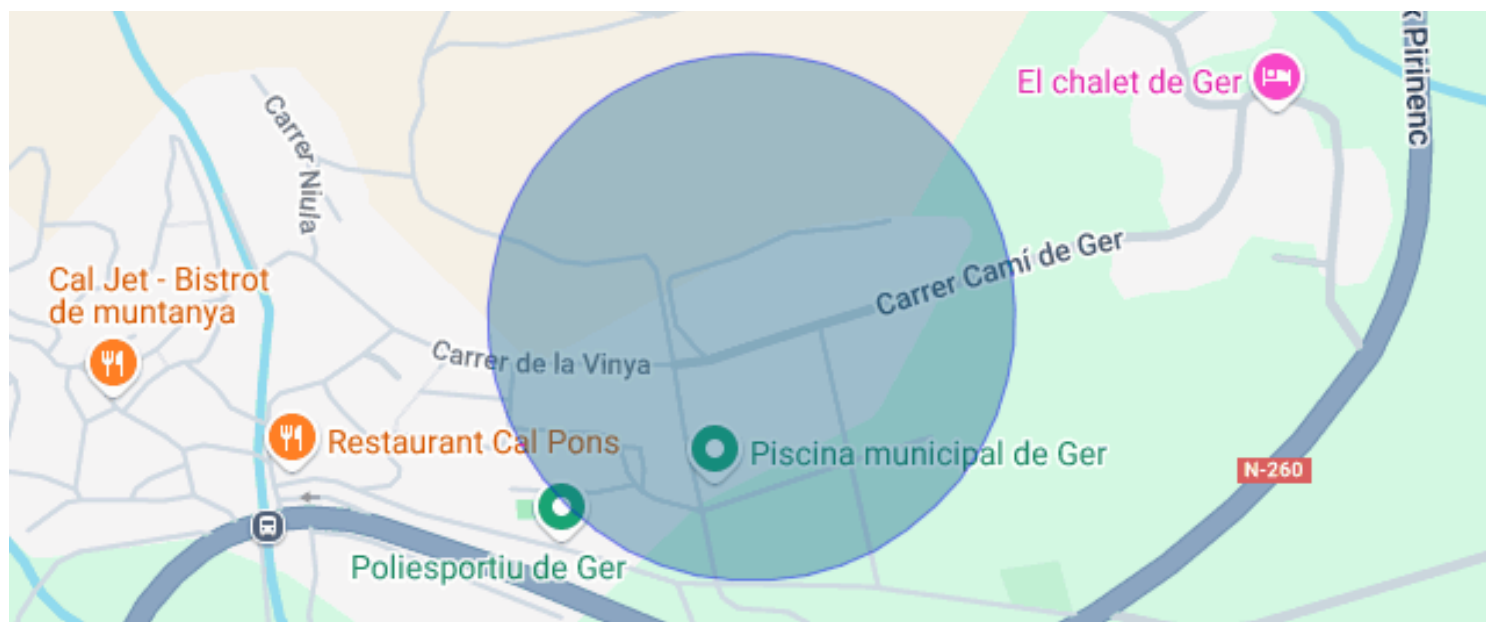 x Pirinenc
El chalet de Ger
Carrer Niula
Carrer Camí de Ger
Cal Jet - Bistrot
de muntanya
Carrer de la Vinya
Restaurant Cal Pons
Piscina municipal de Ger
N-260
Poliesportiu de Ger